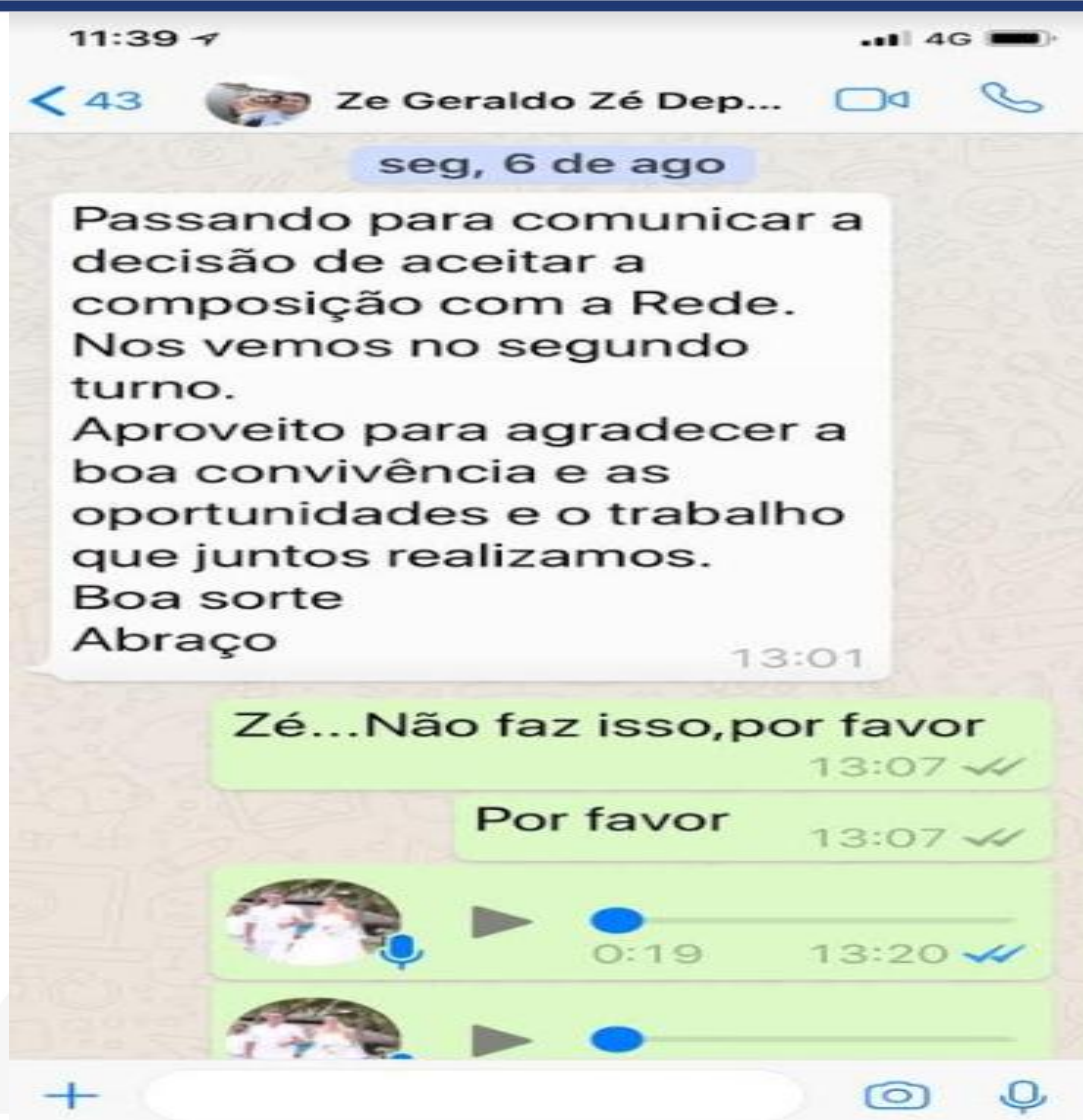 11:39
4G
43
Ze Geraldo Zé Dep...
seg, 6 de ago
Passando para comunicar a
decisão de aceitar a
composição com a Rede.
Nos vemos no segundo
turno.
Aproveito para agradecer a
boa convivência e as
oportunidades e o trabalho
que juntos realizamos.
Boa sorte
Abraço
13:01
Zé...Não faz isso,por favor
13:07
Por favor
13:07
0:19
13:20